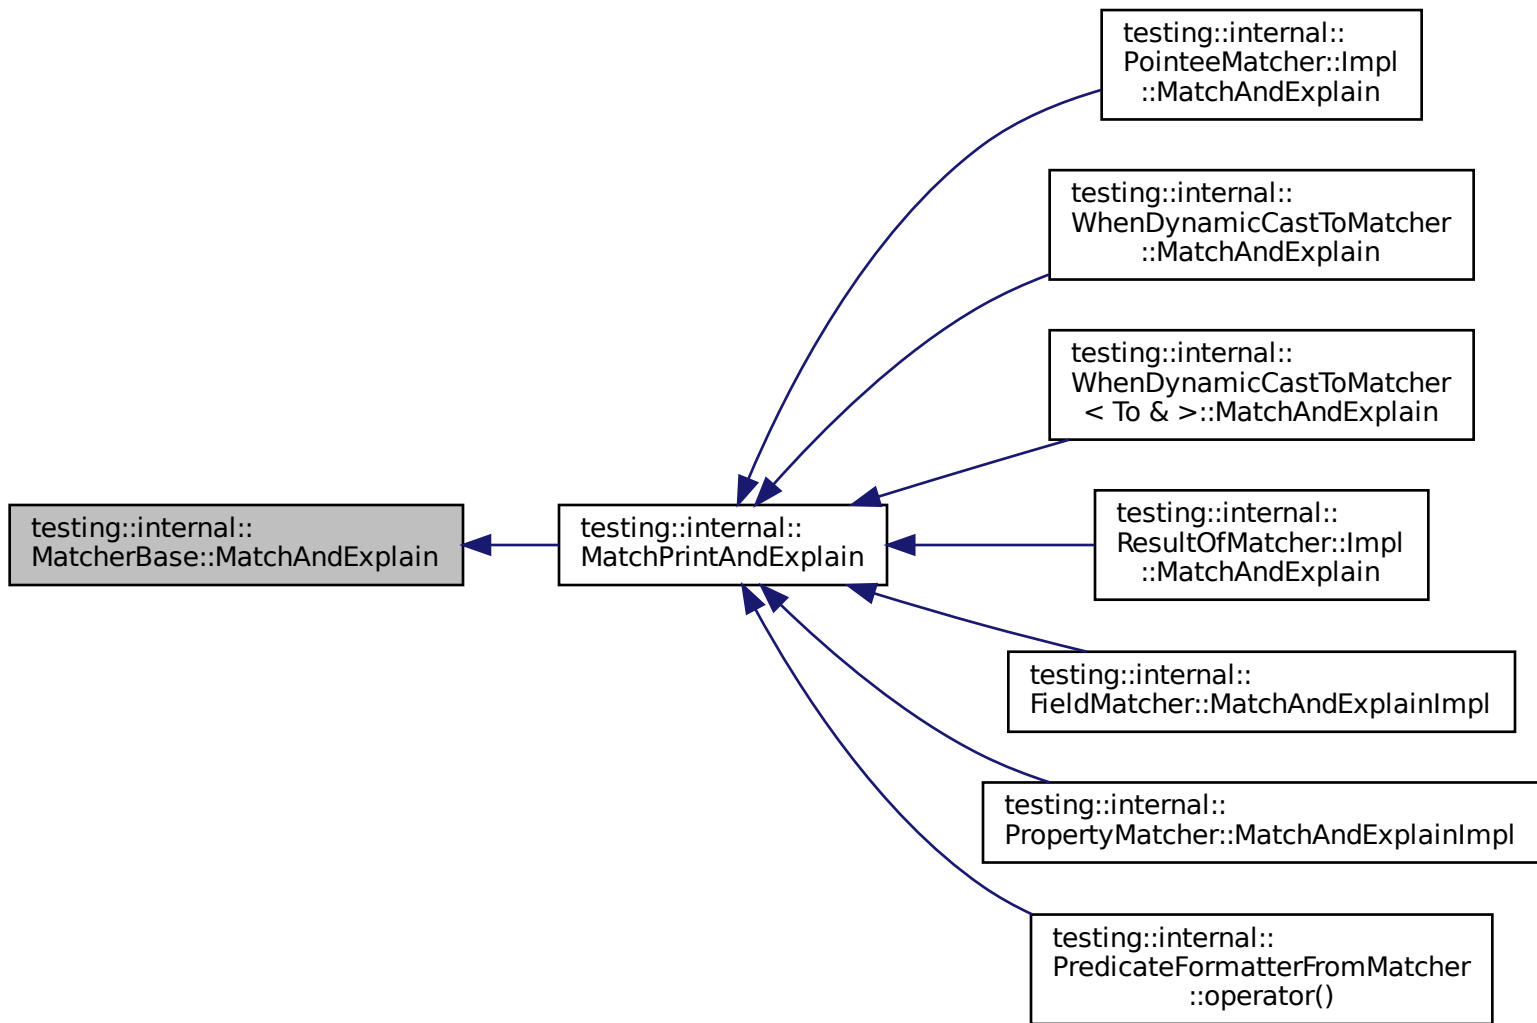 testing::internal::
PointeeMatcher::Impl
::MatchAndExplain
testing::internal::
WhenDynamicCastToMatcher
::MatchAndExplain
testing::internal::
WhenDynamicCastToMatcher
< To & >::MatchAndExplain
testing::internal::
MatcherBase::MatchAndExplain
testing::internal::
MatchPrintAndExplain
testing::internal::
ResultOfMatcher::Impl
::MatchAndExplain
testing::internal::
FieldMatcher::MatchAndExplainImpl
testing::internal::
PropertyMatcher::MatchAndExplainImpl
testing::internal::
PredicateFormatterFromMatcher
::operator()